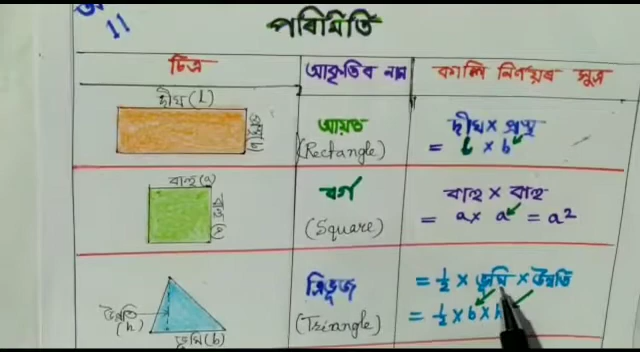 অ
11
পৰিমিতি
চিত্ৰ
আকৃতিৰ নাম
কালি নিৰ্ণয়ৰ সুত্ৰ
দীঘ (l)
প্ৰস্থ (b)
আয়ত
(Rectangle)
দীঘ × প্ৰস্থ
= l × b
বাহু (a)
বাহু (a)
বৰ্গ
(Square)
বাহু × বাহু
= a × a = a²
উন্নতি
(h)
ভূমি (b)
ত্ৰিভূজ
(Triangle)
= ½ × ভূমি × উন্নতি
= ½ × b × h